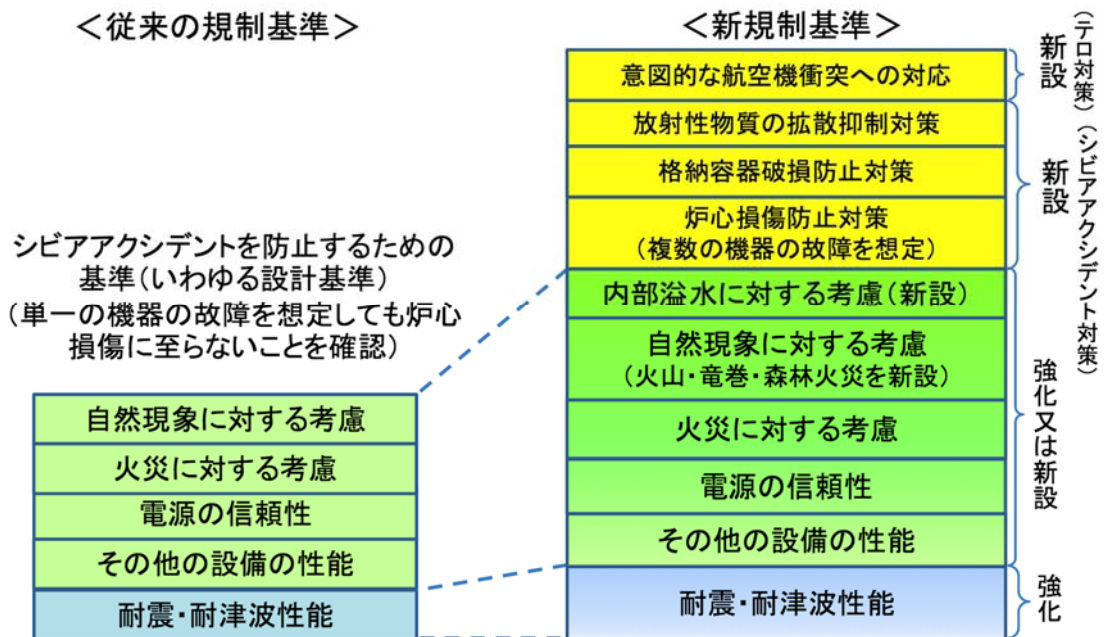 ＜従来の規制基準＞
シビアアクシデントを防止するための
基準（いわゆる設計基準）
（単一の機器の故障を想定しても炉心
損傷に至らないことを確認）
自然現象に対する考慮
火災に対する考慮
電源の信頼性
その他の設備の性能
耐震・耐津波性能
＜新規制基準＞
意図的な航空機衝突への対応
放射性物質の拡散抑制対策
格納容器破損防止対策
炉心損傷防止対策
（複数の機器の故障を想定）
内部溢水に対する考慮（新設）
自然現象に対する考慮
（火山・竜巻・森林火災を新設）
火災に対する考慮
電源の信頼性
その他の設備の性能
耐震・耐津波性能
新設
（テロ対策）
新設
（シビアアクシデント対策）
強化又は新設
強化